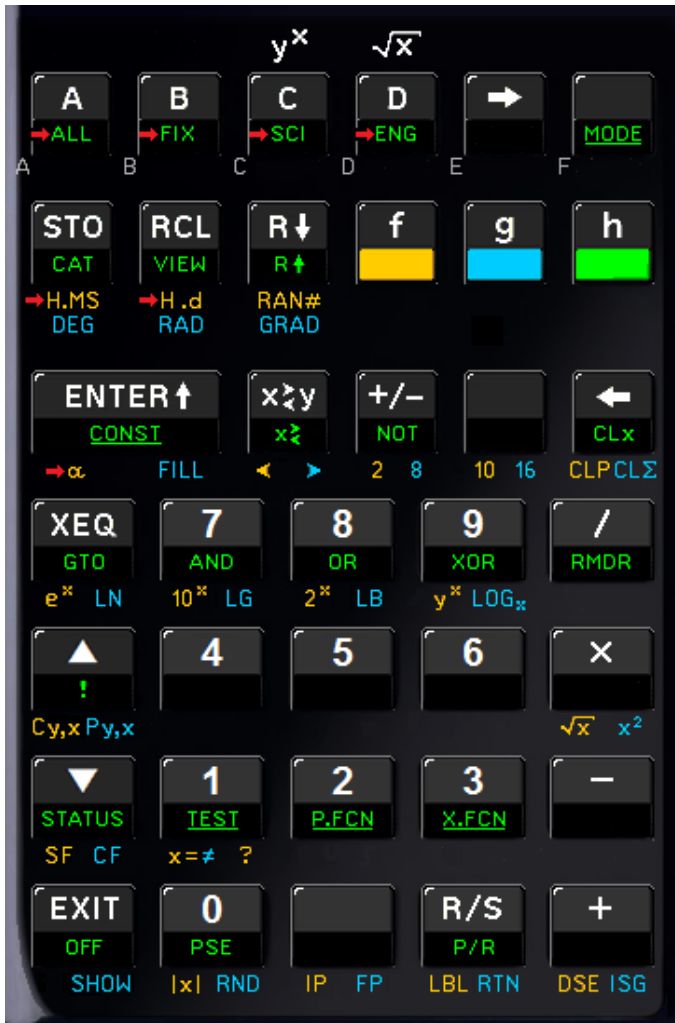 yˣ √x
A B C D ➡
➡ALL ➡FIX ➡SCI ➡ENG MODE
A B C D E F
STO RCL R⬇ f g h
CAT VIEW R⬆
➡H.MS ➡H.d RAN#
DEG RAD GRAD
ENTER⬆ x≷y +/− ⬅
CONST x≷ NOT CLx
➡α FILL ◄ ► 2 8 10 16 CLP CLΣ
XEQ 7 8 9 /
GTO AND OR XOR RMDR
eˣ LN 10ˣ LG 2ˣ LB yˣ LOGₓ
▲ 4 5 6 ×
!
Cy,x Py,x √x x²
▼ 1 2 3 −
STATUS TEST P.FCN X.FCN
SF CF x=≠ ?
EXIT 0 R/S +
OFF PSE P/R
SHOW |x| RND IP FP LBL RTN DSE ISG